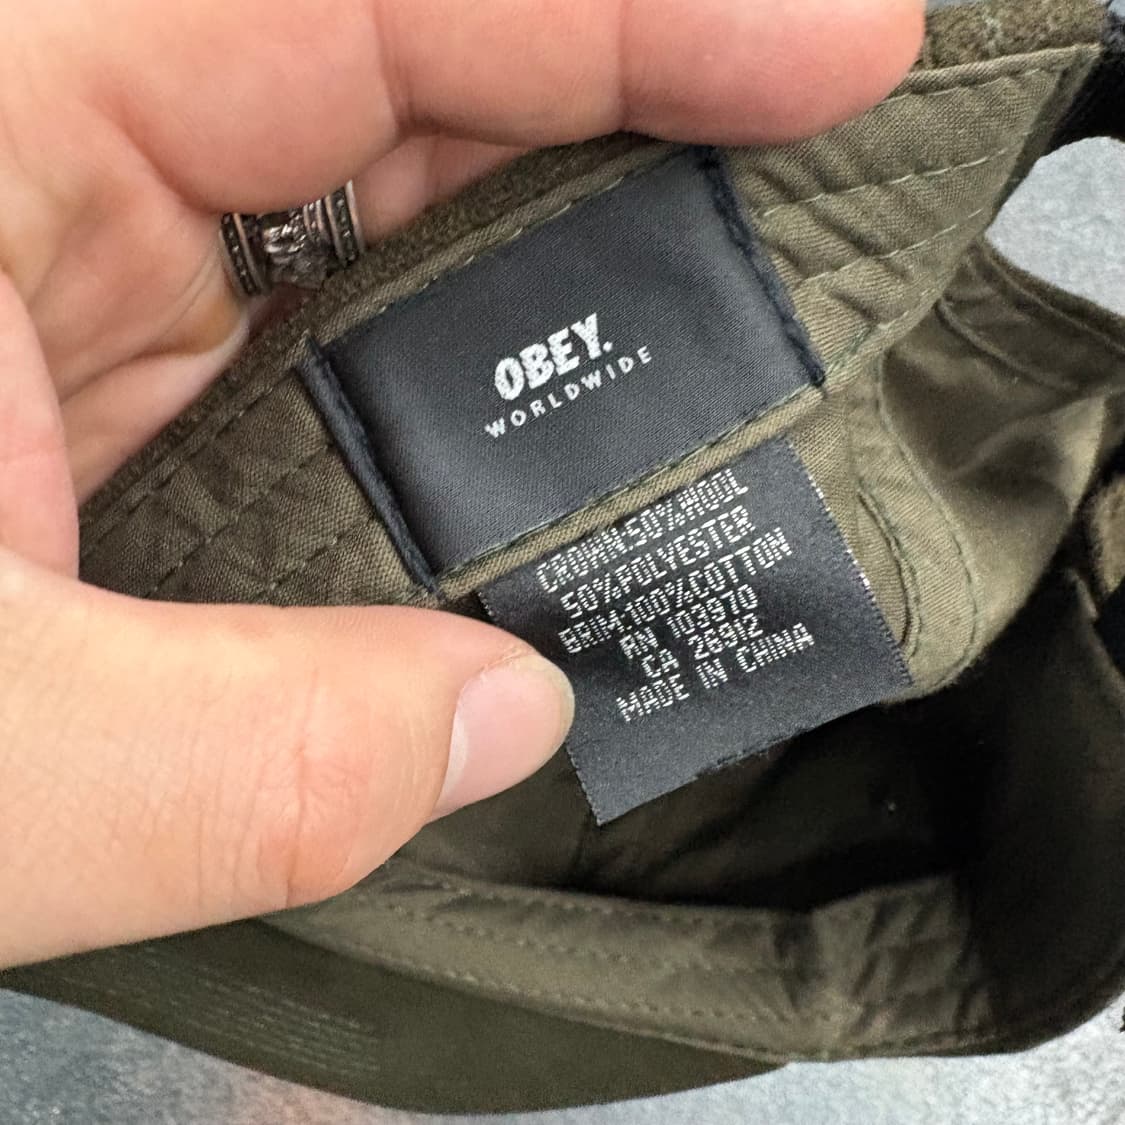 OBEY.
WORLDWIDE
CROWN:50%WOOL
50%POLYESTER
BRIM:100%COTTON
RN 103970
CA 26912
MADE IN CHINA